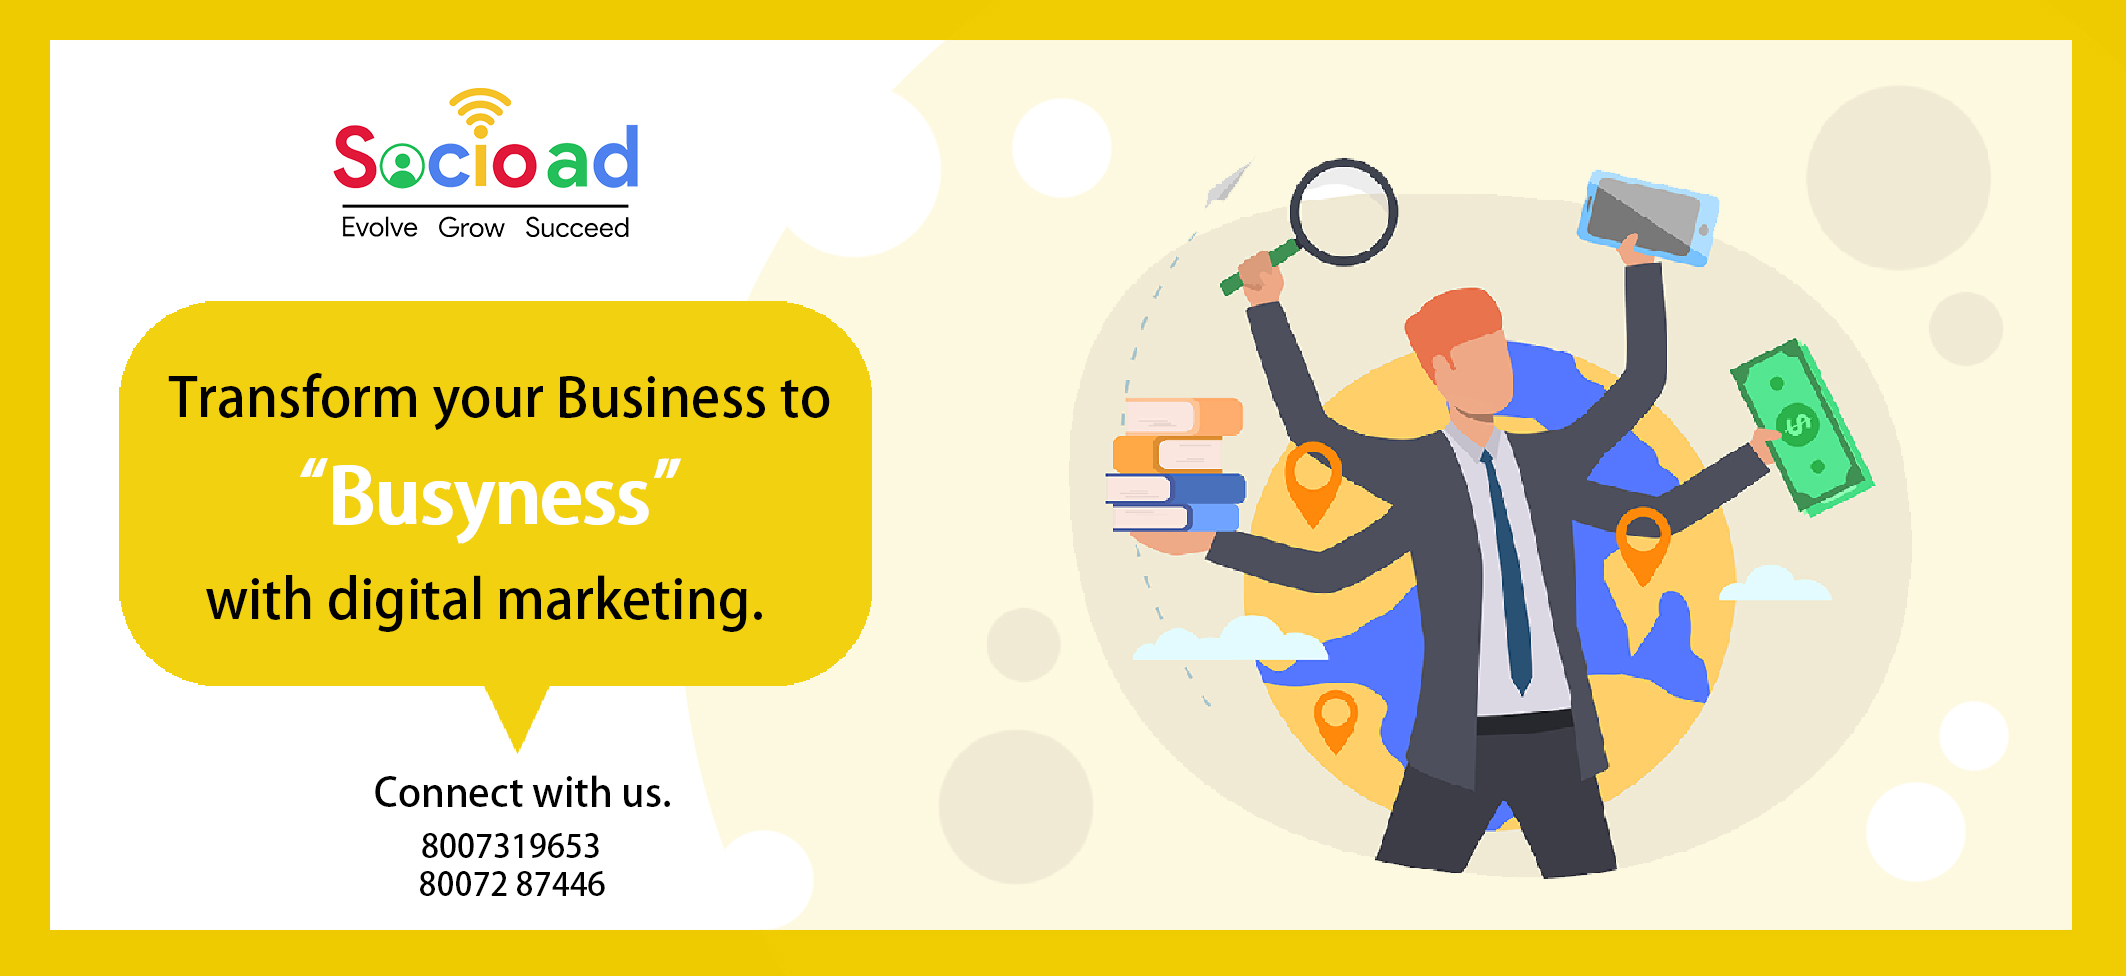 Socioad
Evolve Grow Succeed
Transform your Business to
“Busyness”
with digital marketing.
Connect with us.
8007319653
80072 87446
$